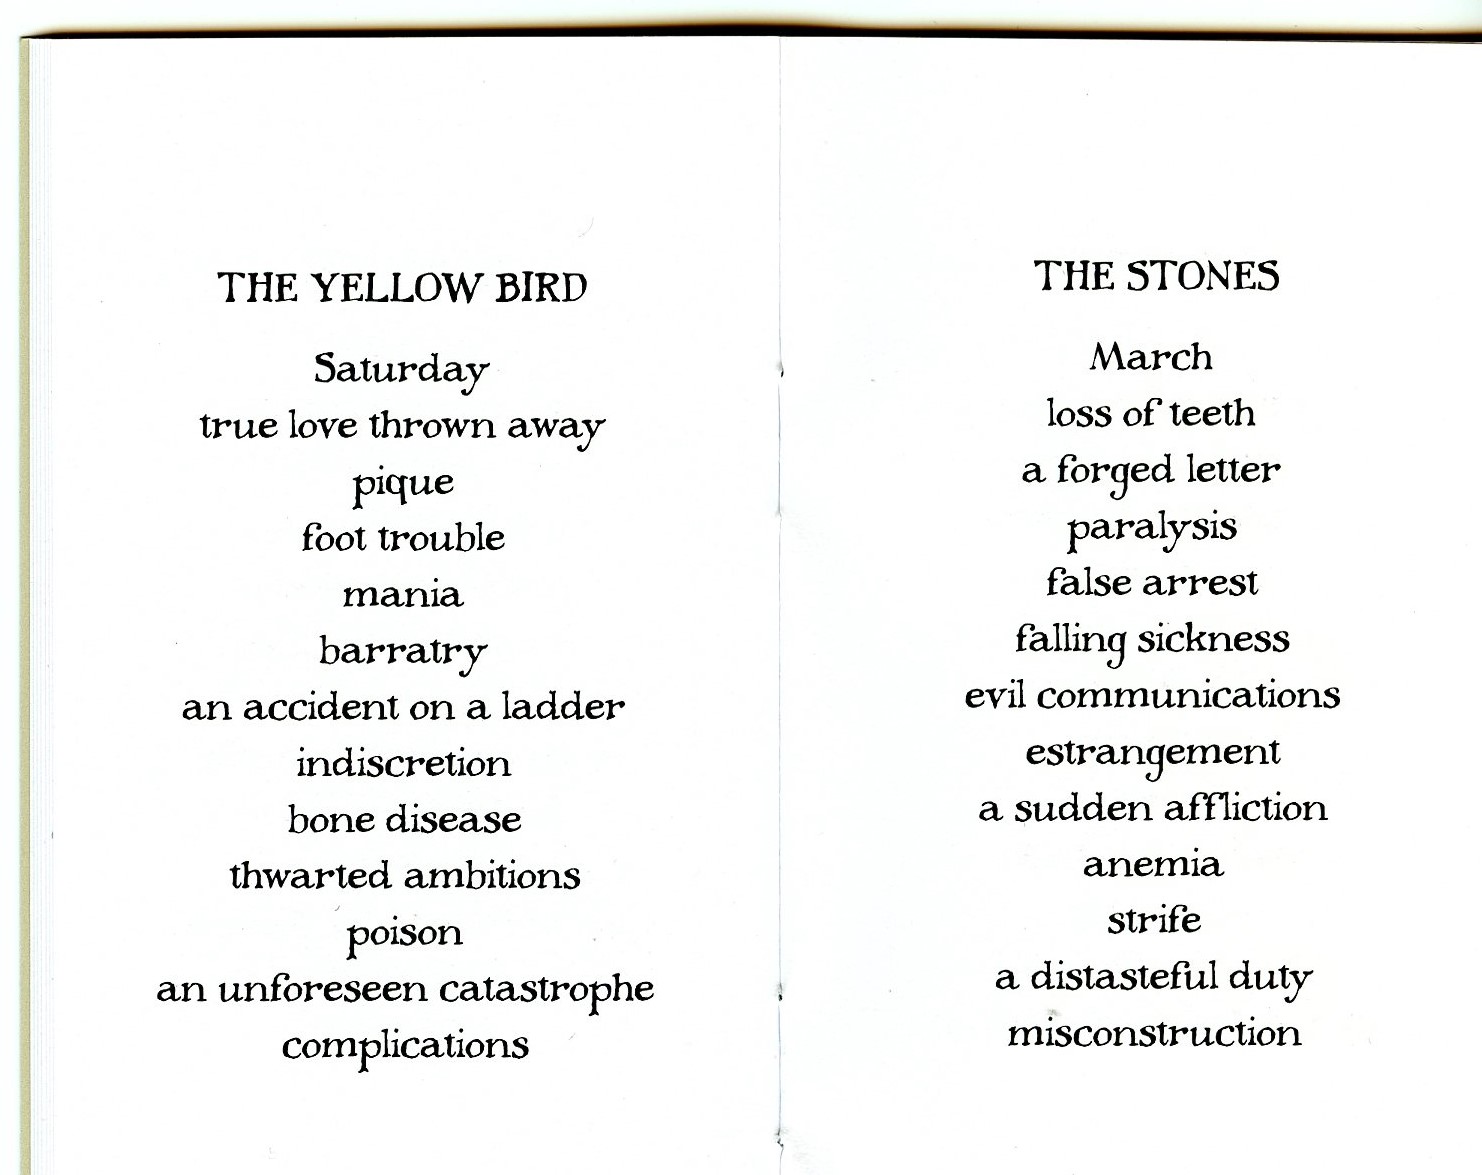 THE YELLOW BIRD
Saturday
true love thrown away
pique
foot trouble
mania
barratry
an accident on a ladder
indiscretion
bone disease
thwarted ambitions
poison
an unforeseen catastrophe
complications
THE STONES
March
loss of teeth
a forged letter
paralysis
false arrest
falling sickness
evil communications
estrangement
a sudden affliction
anemia
strife
a distasteful duty
misconstruction